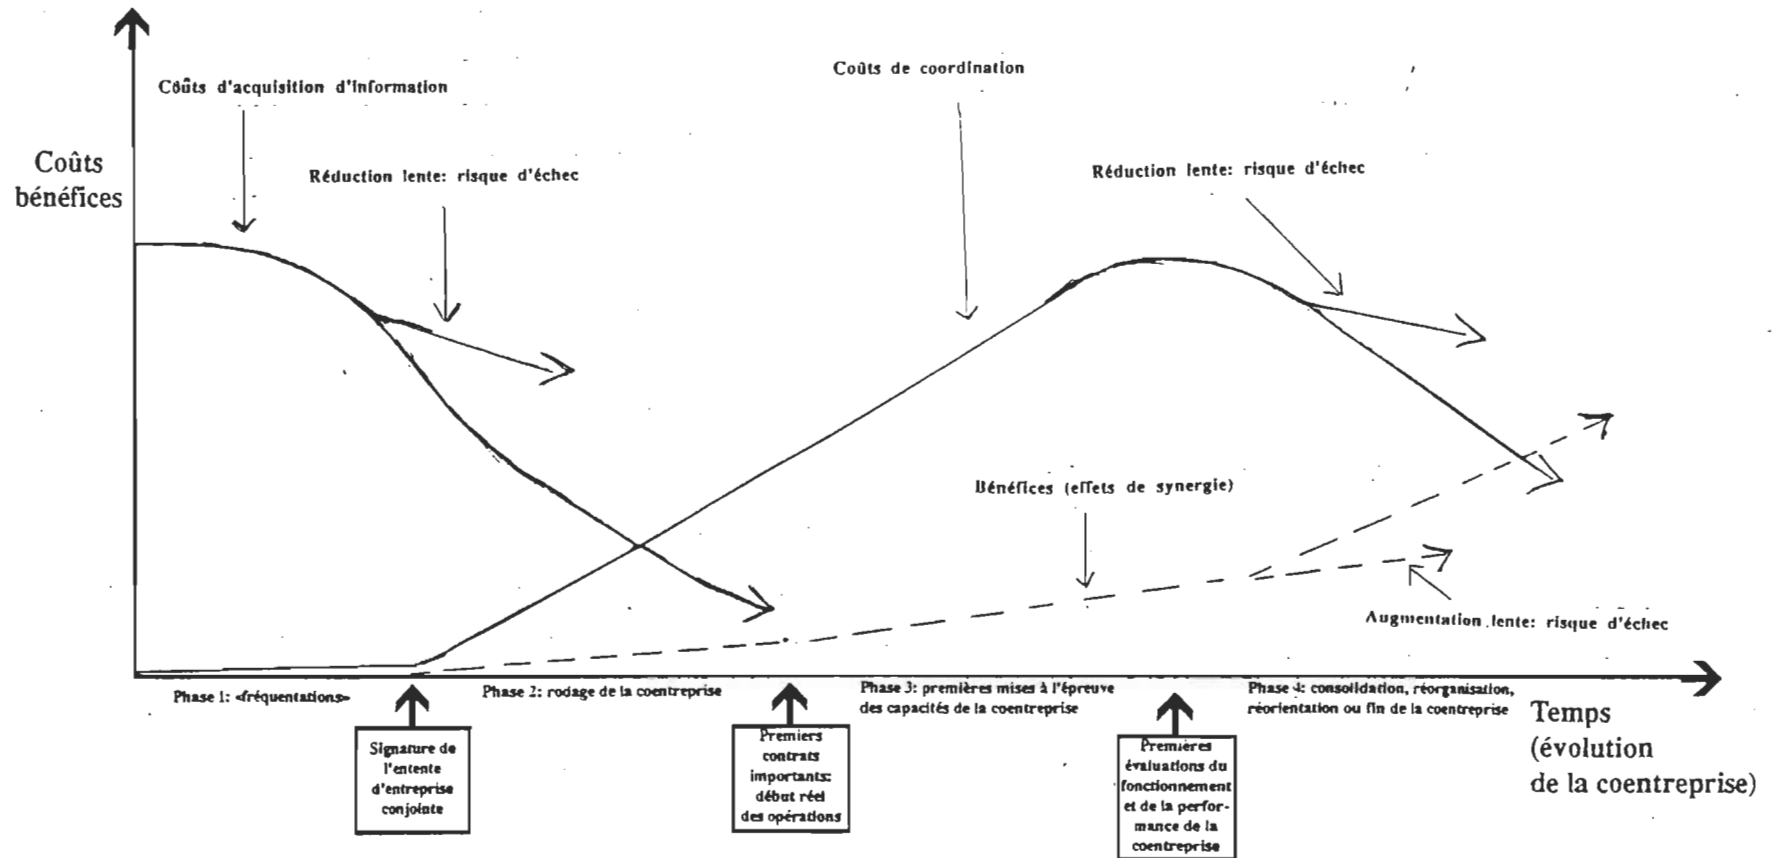 Coûts d'acquisition d'information
Coûts de coordination
Coûts
bénéfices
Réduction lente: risque d'échec
Réduction lente: risque d'échec
Bénéfices (effets de synergie)
Augmentation lente: risque d'échec
Phase 1: «fréquentations»
Phase 2: rodage de la coentreprise
Phase 3: premières mises à l'épreuve
des capacités de la coentreprise
Phase 4: consolidation, réorganisation,
réorientation ou fin de la coentreprise
Temps
(évolution
de la coentreprise)
Signature de
l'entente
d'entreprise
conjointe
Premiers
contrats
importants:
début réel
des opérations
Premières
évaluations du
fonctionnement
et de la perfor-
mance de la
coentreprise